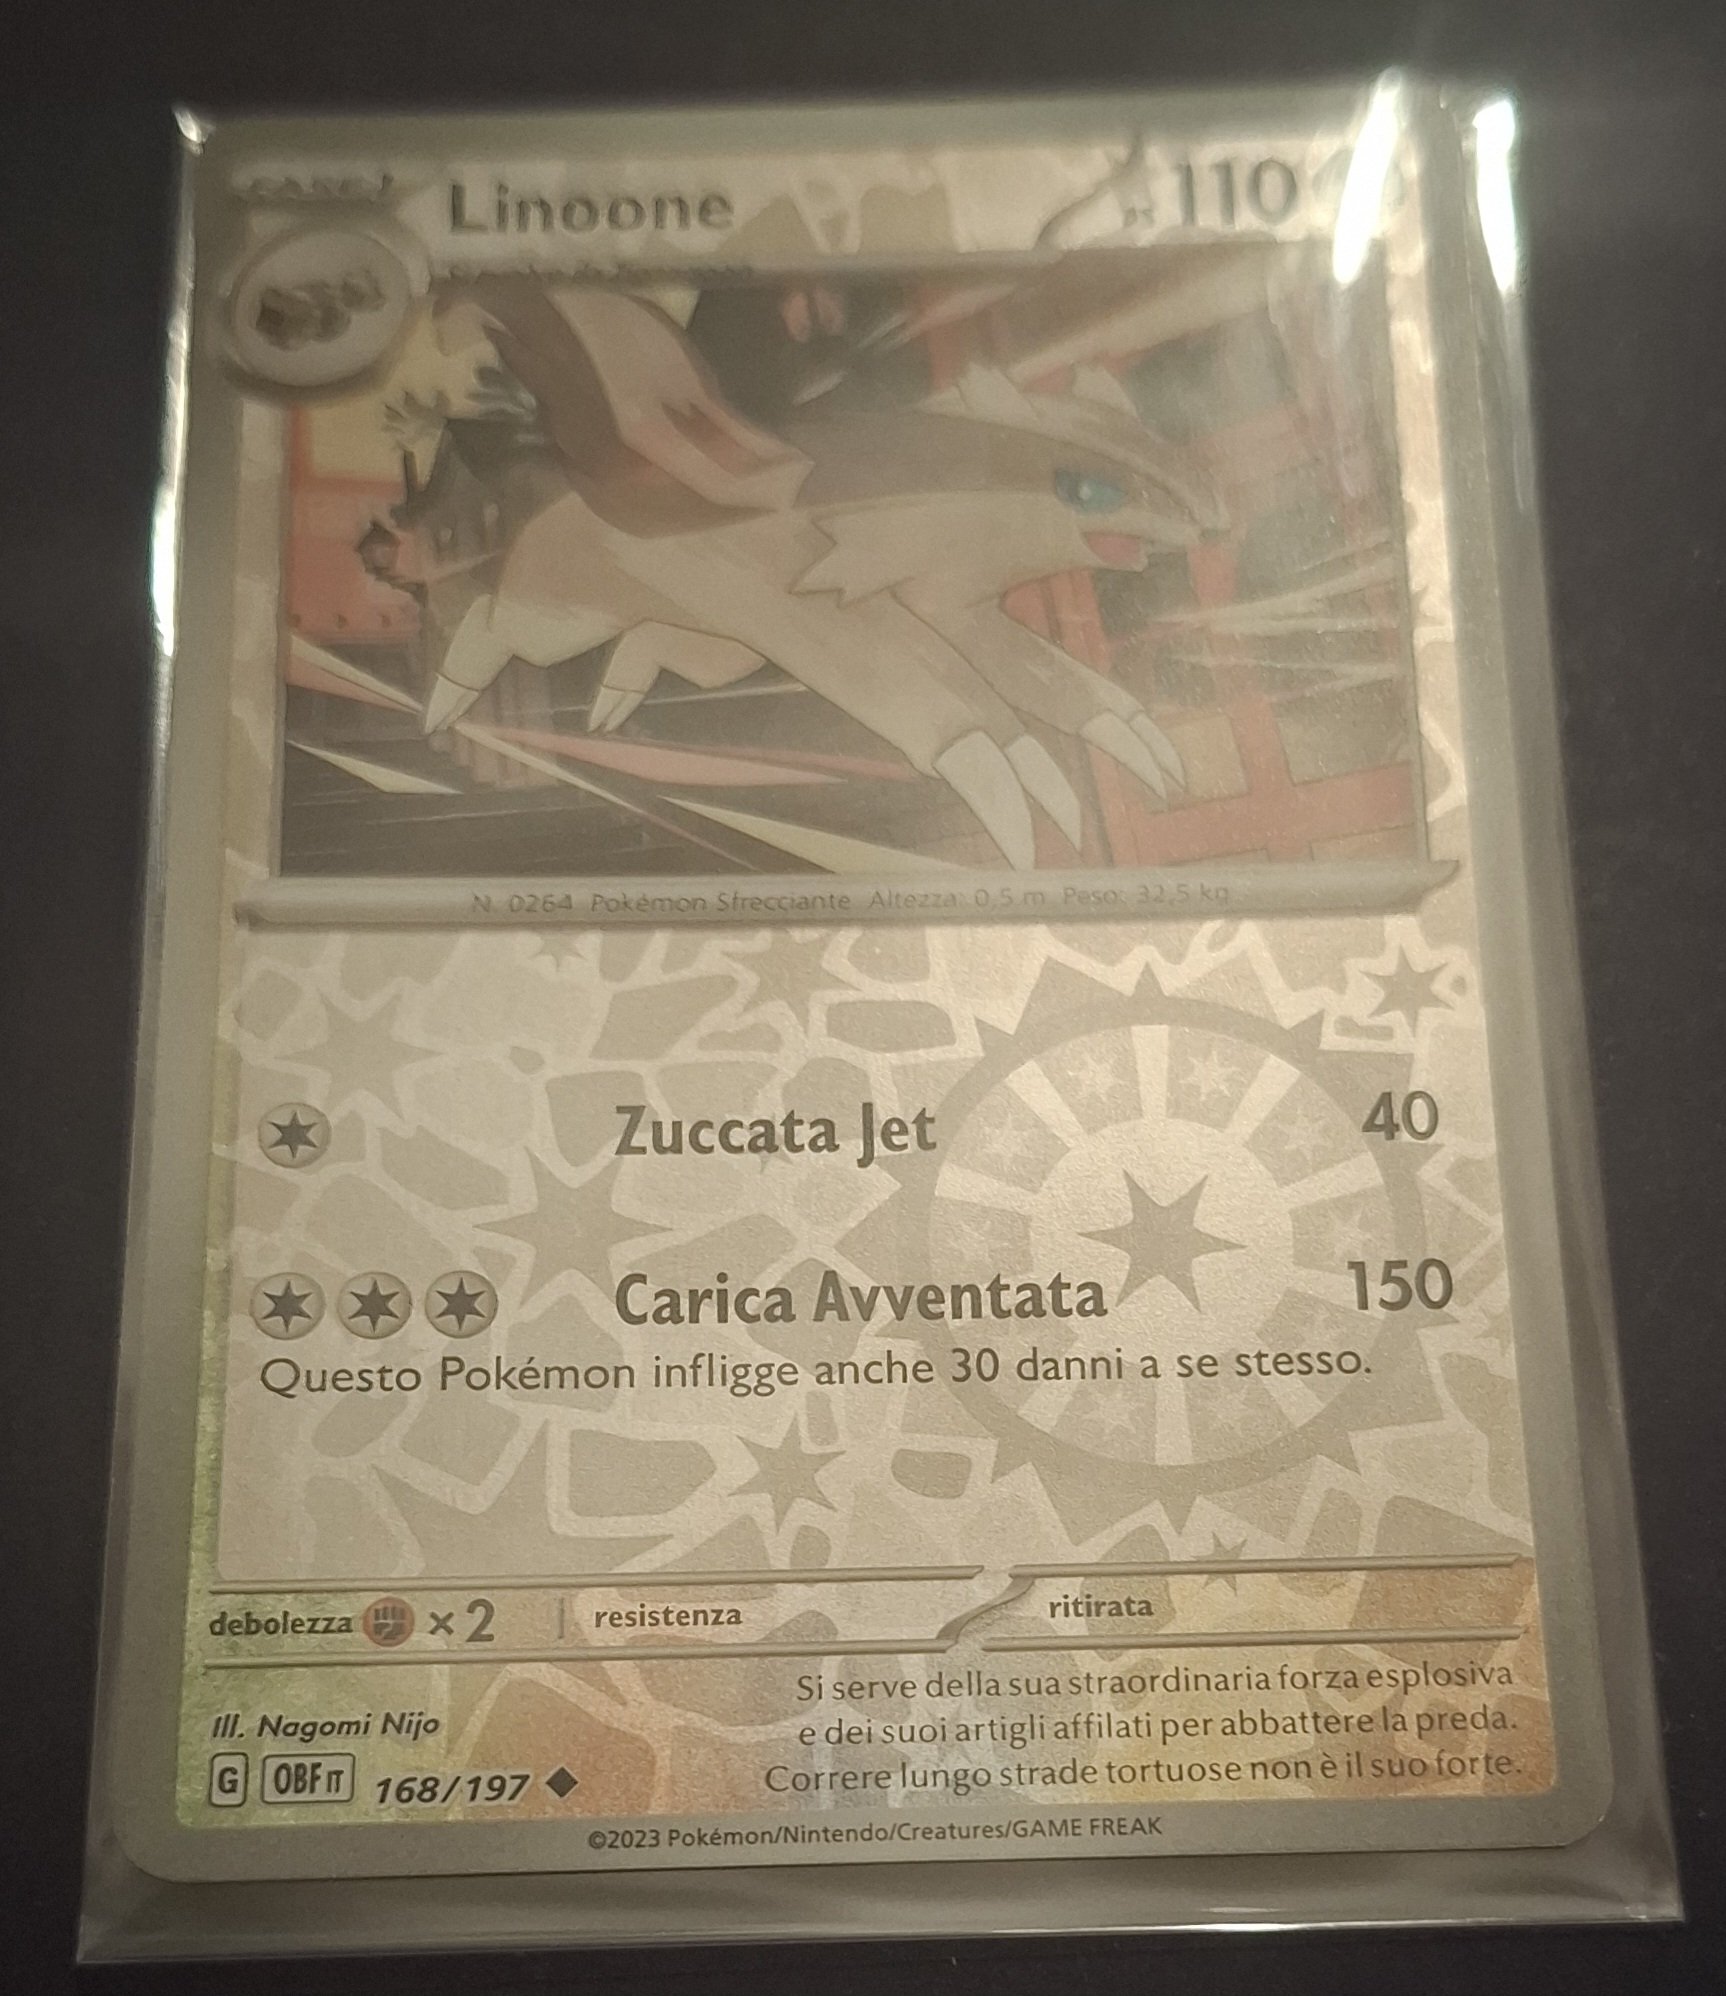 Linoone
110
N. 0264 Pokémon Sfrecciante Altezza: 0,5 m Peso: 32,5 kg
Zuccata Jet 40
Carica Avventata 150
Questo Pokémon infligge anche 30 danni a se stesso.
debolezza ×2 resistenza ritirata
Si serve della sua straordinaria forza esplosiva
e dei suoi artigli affilati per abbattere la preda.
Correre lungo strade tortuose non è il suo forte.
Ill. Nagomi Nijo
G OBF IT 168/197
©2023 Pokémon/Nintendo/Creatures/GAME FREAK